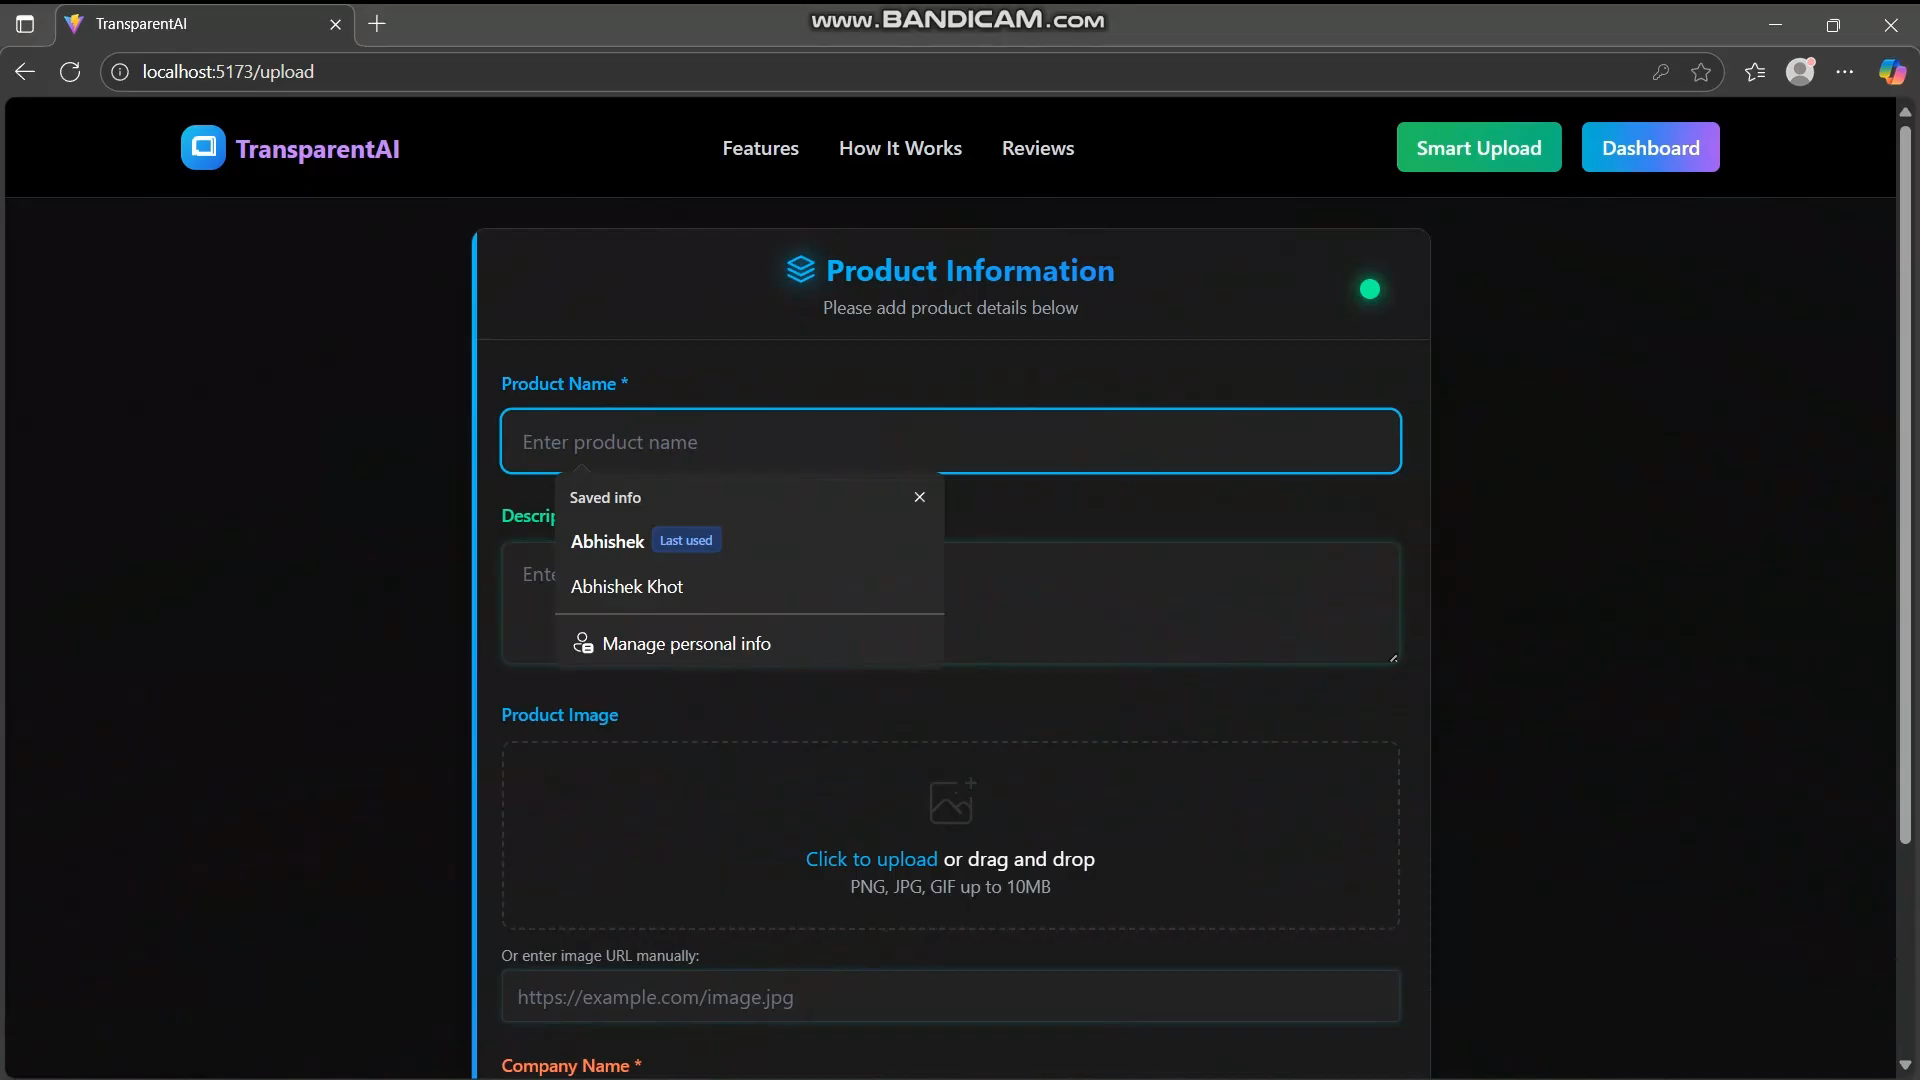 TransparentAI
www.BANDICAM.com
localhost:5173/upload
TransparentAI
Features
How It Works
Reviews
Smart Upload
Dashboard
Product Information
Please add product details below
Product Name *
Enter product name
Saved info
Descrip
Abhishek Last used
Ente
Abhishek Khot
Manage personal info
Product Image
Click to upload or drag and drop
PNG, JPG, GIF up to 10MB
Or enter image URL manually:
https://example.com/image.jpg
Company Name *